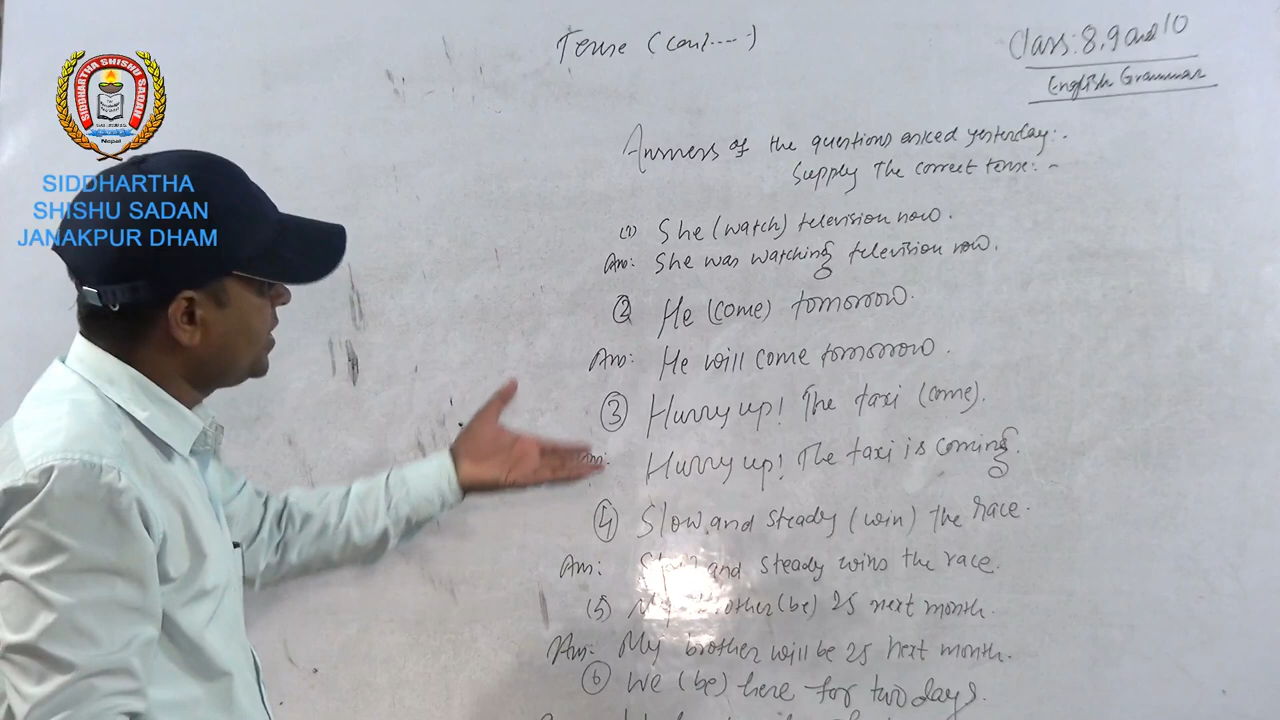 SIDDHARTHA SHISHU SADAN
Nepal
SIDDHARTHA
SHISHU SADAN
JANAKPUR DHAM
Tense (cont....)
Class: 8, 9 and 10
English Grammar
Answers of the questions asked yesterday:-
Supply the correct tense:-
(1) She (watch) television now.
Ans: She was watching television now.
(2) He (come) tomorrow.
Ans: He will come tomorrow.
(3) Hurry up! The taxi (come).
Ans: Hurry up! The taxi is coming.
(4) Slow and steady (win) the race.
Ans: Slow and steady wins the race.
(5) My brother (be) 25 next month.
Ans: My brother will be 25 next month.
(6) We (be) here for two days.